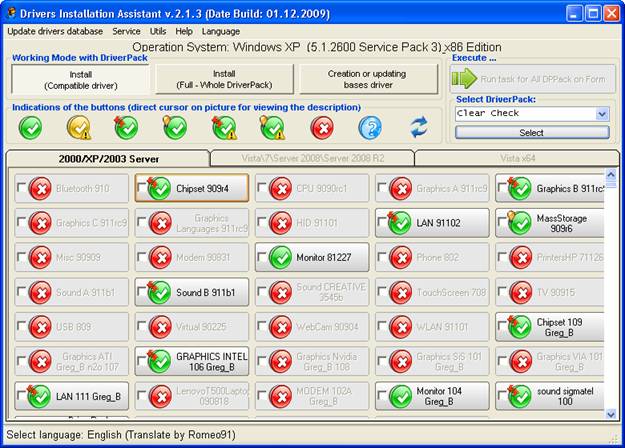 Drivers Installation Assistant v.2.1.3 (Date Build: 01.12.2009)
Update drivers database Service Utils Help Language
Operation System: Windows XP (5.1.2600 Service Pack 3)_x86 Edition
Working Mode with DriverPack
Install
(Compatible driver)
Install
(Full - Whole DriverPack)
Creation or updating
bases driver
Execute ...
Run task for All DPPack on Form
Indications of the buttons (direct cursor on picture for viewing the description)
Select DriverPack:
Clear Check
Select
2000/XP/2003 Server
Vista\7\Server 2008\Server 2008 R2
Vista x64
Bluetooth 910
Chipset 909r4
CPU 9090rc1
Graphics A 911rc9
Graphics B 911rc9
Graphics C 911rc9
Graphics
Languages 911rc9
HID 91101
LAN 91102
MassStorage
909r6
Misc 90909
Modem 90831
Monitor 81227
Phone 802
PrintersHP 71126
Sound A 911b1
Sound B 911b1
Sound CREATIVE
3545b
TouchScreen 708
TV 90915
USB 809
Virtual 90225
WebCam 90904
WLAN 91101
Chipset 109
Greg_B
Graphics ATI
Greg_B n2o 107
GRAPHICS INTEL
106 Greg_B
Graphics Nvidia
Greg_B 108
Graphics SiS 101
Greg_B
Graphics VIA 101
Greg_B
LAN 111 Greg_B
LenovoT500Laptop
090818
MODEM 102A
Greg_B
Monitor 104
Greg_B
sound sigmatel
100
Select language: English (Translate by Romeo91)